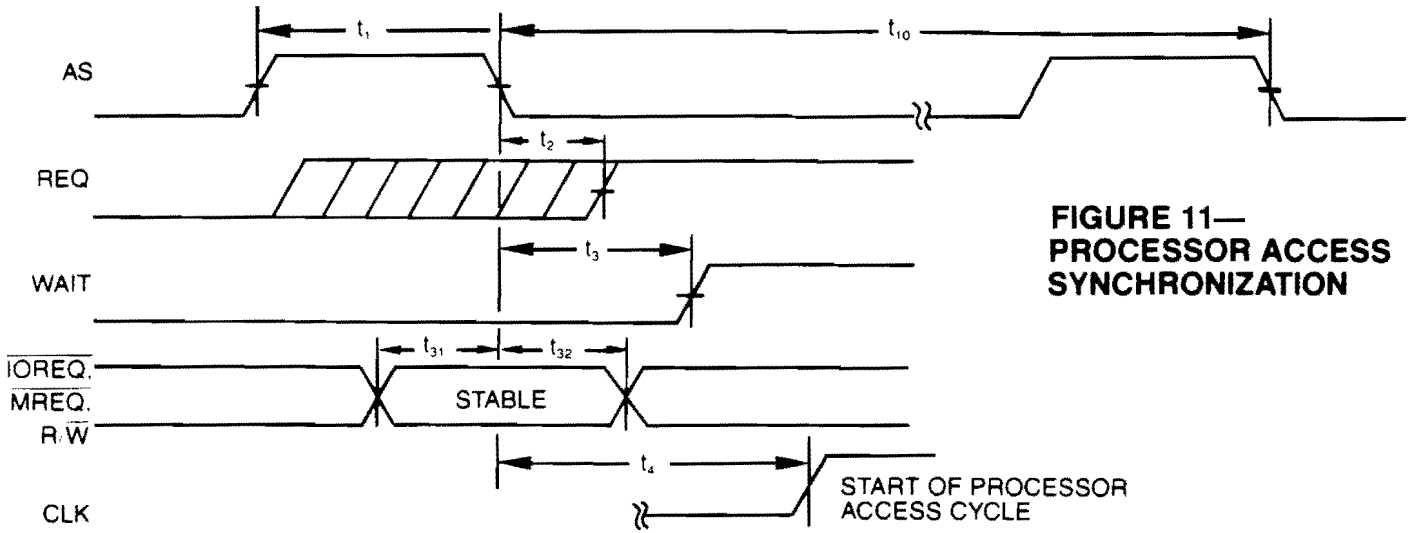 t₁
t₁₀
AS
t₂
REQ
FIGURE 11—
PROCESSOR ACCESS
SYNCHRONIZATION
t₃
WAIT
t₃₁
t₃₂
IOREQ.
MREQ.
R/W
STABLE
t₄
START OF PROCESSOR
ACCESS CYCLE
CLK